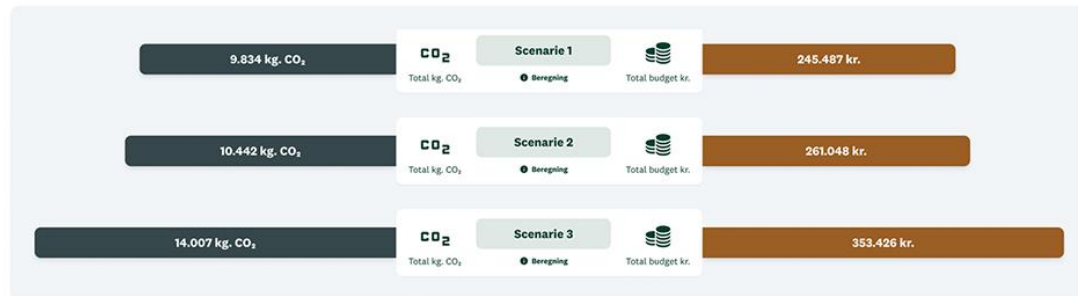 9.834 kg. CO₂
CO₂
Total kg. CO₂
Scenarie 1
Beregning
Total budget kr.
245.487 kr.
10.442 kg. CO₂
CO₂
Total kg. CO₂
Scenarie 2
Beregning
Total budget kr.
261.048 kr.
14.007 kg. CO₂
CO₂
Total kg. CO₂
Scenarie 3
Beregning
Total budget kr.
353.426 kr.